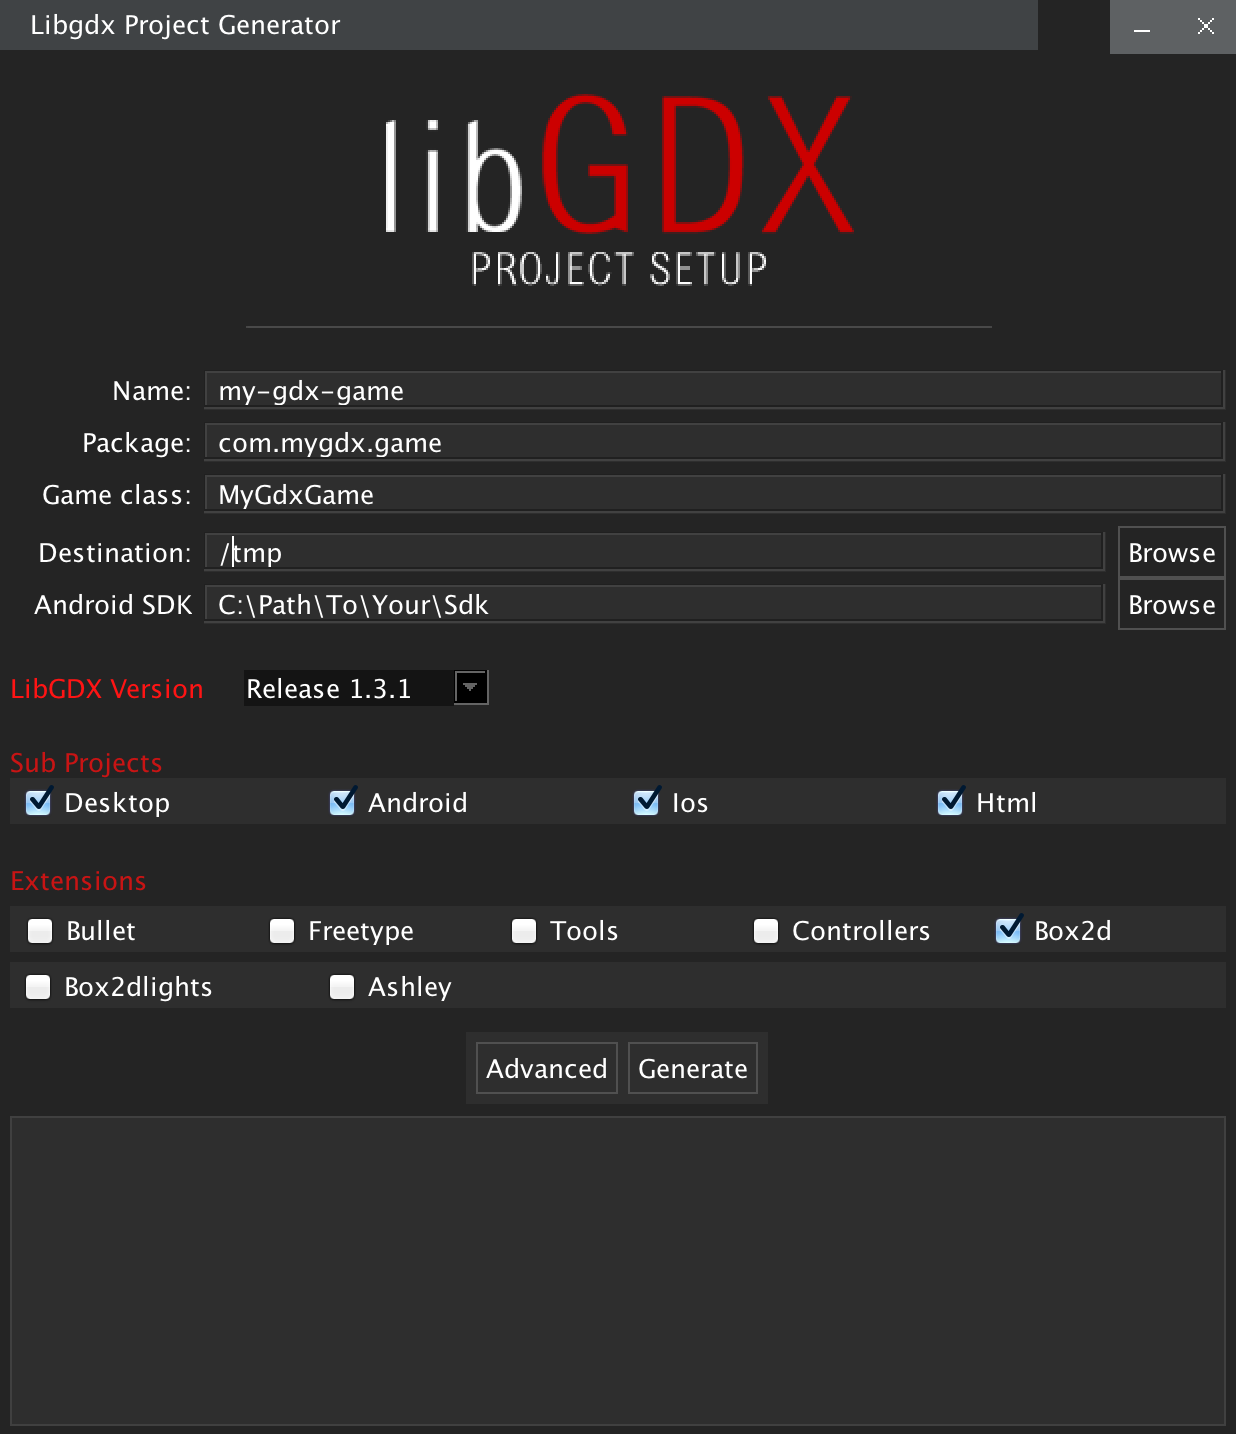 Libgdx Project Generator
libGDX
PROJECT SETUP
Name: my-gdx-game
Package: com.mygdx.game
Game class: MyGdxGame
Destination: /tmp Browse
Android SDK C:\Path\To\Your\Sdk Browse
LibGDX Version Release 1.3.1
Sub Projects
Desktop Android Ios Html
Extensions
Bullet Freetype Tools Controllers Box2d
Box2dlights Ashley
Advanced Generate